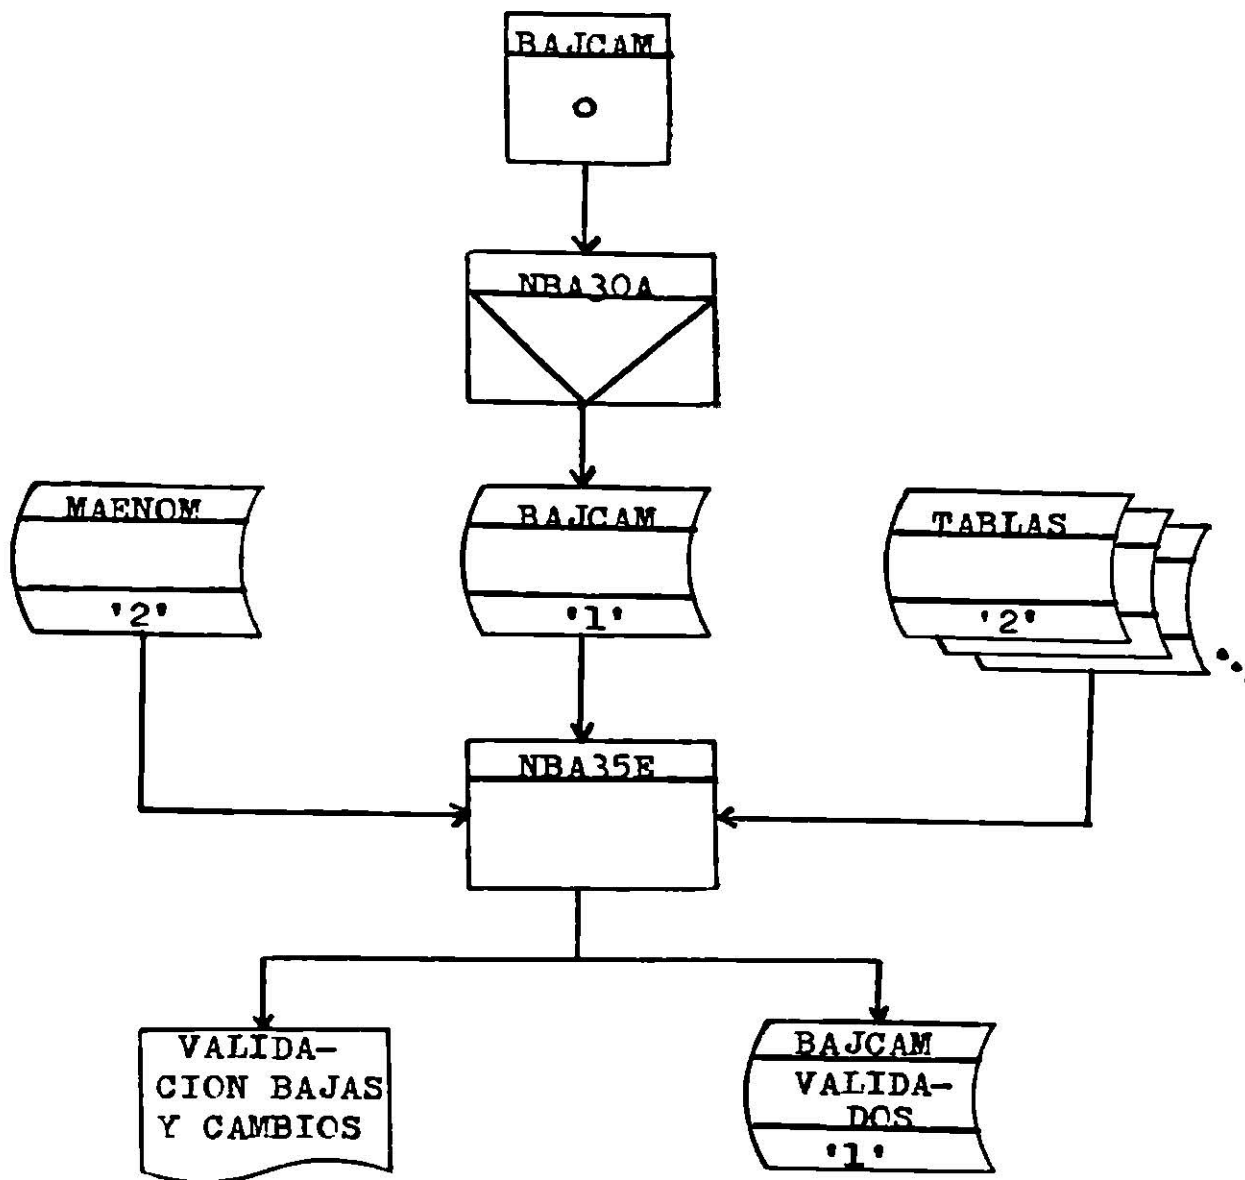 BAJCAM
NBA30A
MAENOM
'2'
BAJCAM
'1'
TABLAS
'2'
NBA35E
VALIDA-
CION BAJAS
Y CAMBIOS
BAJCAM
VALIDA-
DOS
'1'